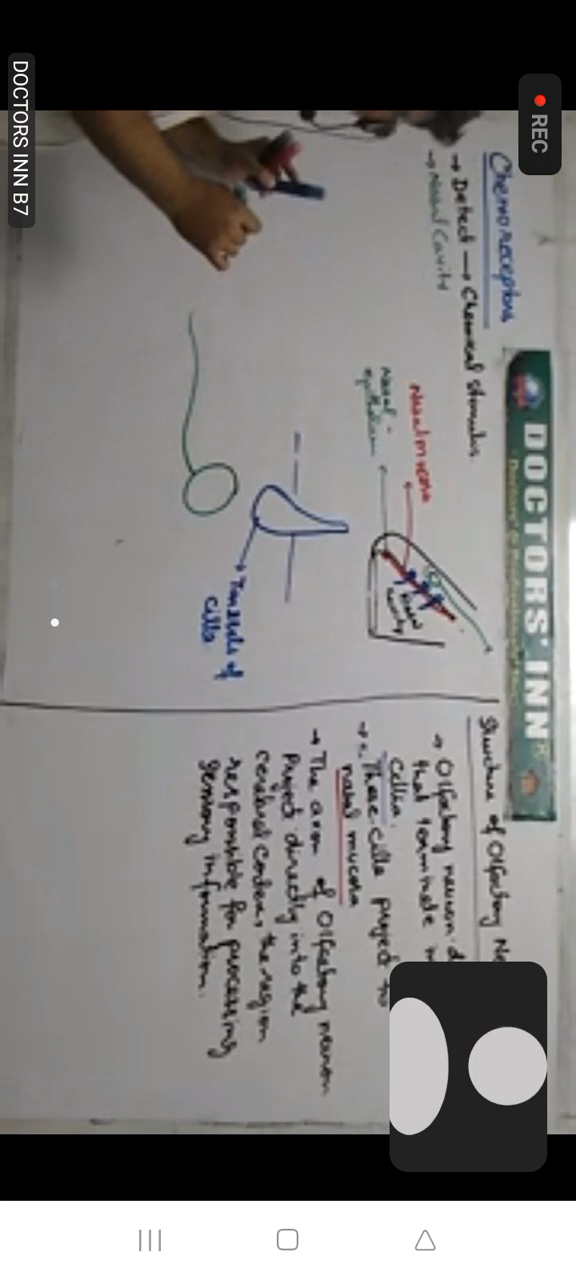 REC
DOCTORS INN B7
DOCTORS' INN
Chemoreceptors
→ Detect → Chemical stimulus.
→ Nasal Cavity
nasal mucosa
nasal
epithelium
Tassels of
cilia
Structure of Olfactory Ne
→ Olfactory neuron d
that terminate
cilia.
→ These cilia project to
nasal mucosa
→ The axon of Olfactory neuron
Project directly into the
cerebral cortex, the region
responsible for processing
sensory information.